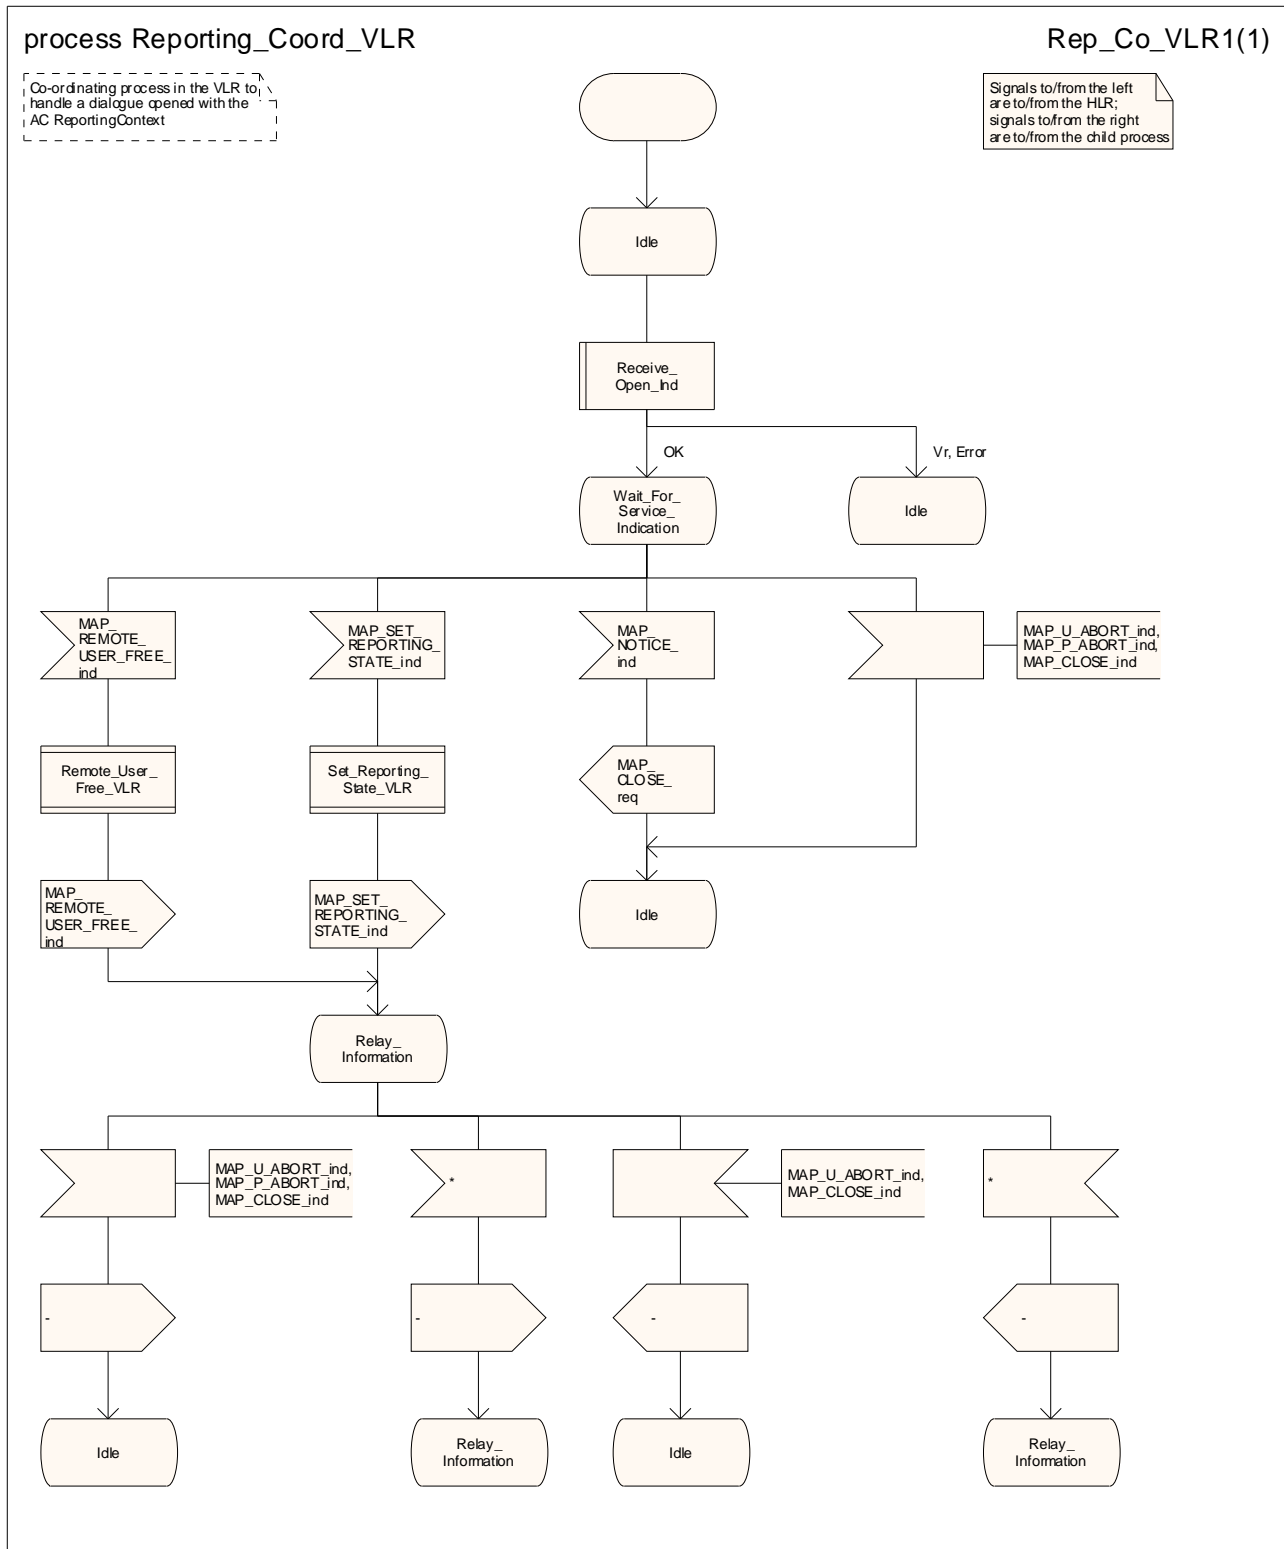 process Reporting_Coord_VLR
Rep_Co_VLR1(1)
Co-ordinating process in the VLR to
handle a dialogue opened with the
AC ReportingContext
Signals to/from the left
are to/from the HLR;
signals to/from the right
are to/from the child process
Idle
Receive_
Open_Ind
OK
Vr, Error
Wait_For_
Service_
Indication
Idle
MAP_
REMOTE_
USER_FREE_
ind
MAP_SET_
REPORTING_
STATE_ind
MAP_
NOTICE_
ind
MAP_U_ABORT_ind,
MAP_P_ABORT_ind,
MAP_CLOSE_ind
Remote_User_
Free_VLR
Set_Reporting_
State_VLR
MAP_
CLOSE_
req
MAP_
REMOTE_
USER_FREE_
ind
MAP_SET_
REPORTING_
STATE_ind
Idle
Relay_
Information
MAP_U_ABORT_ind,
MAP_P_ABORT_ind,
MAP_CLOSE_ind
*
MAP_U_ABORT_ind,
MAP_CLOSE_ind
*
-
-
-
-
Idle
Relay_
Information
Idle
Relay_
Information